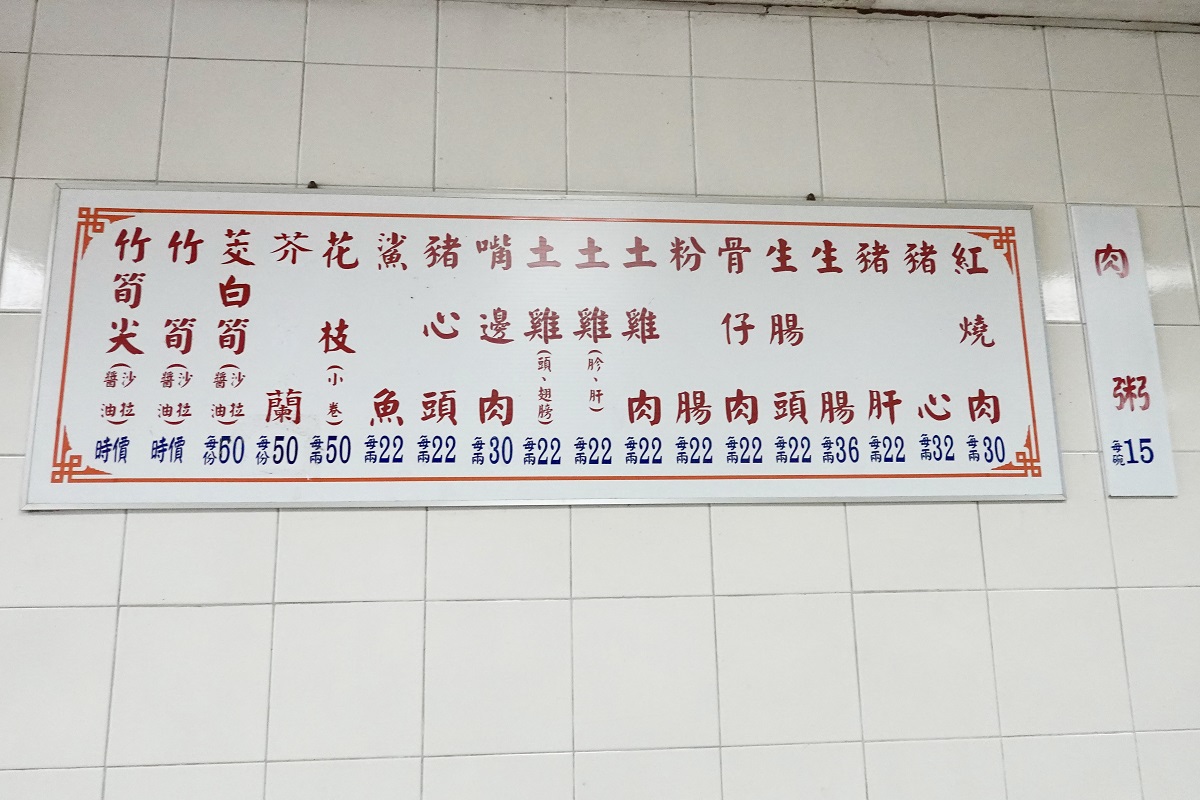 肉粥 每碗15
紅燒肉 每兩30
豬心 每兩32
豬肝 每兩22
生腸 每兩36
生腸頭 每兩22
骨仔肉 每兩22
粉腸 每兩22
土雞肉 每兩22
土雞(胗、肝) 每兩22
土雞(頭、翅膀) 每兩22
嘴邊肉 每兩30
豬心頭 每兩22
鯊魚 每兩22
花枝(小卷) 每兩50
芥蘭 每份50
茭白筍(沙拉醬油) 每份60
竹筍(沙拉醬油) 時價
竹筍尖(沙拉醬油) 時價